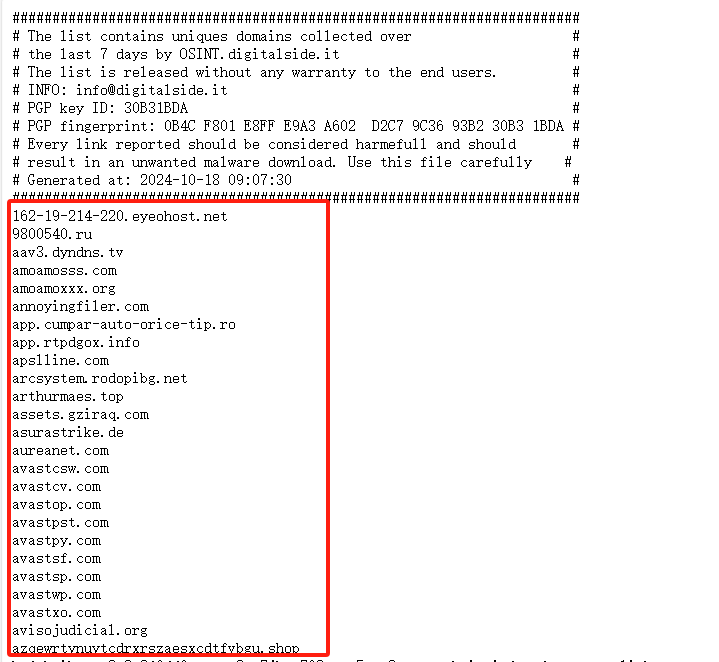 ######################################################################
# The list contains uniques domains collected over #
# the last 7 days by OSINT.digitalside.it #
# The list is released without any warranty to the end users. #
# INFO: info@digitalside.it #
# PGP key ID: 30B31BDA #
# PGP fingerprint: 0B4C F801 E8FF E9A3 A602  D2C7 9C36 93B2 30B3 1BDA #
# Every link reported should be considered harmefull and should #
# result in an unwanted malware download. Use this file carefully #
# Generated at: 2024-10-18 09:07:30 #
######################################################################
162-19-214-220.eyeohost.net
9800540.ru
aav3.dyndns.tv
amoamosss.com
amoamoxxx.org
annoyingfiler.com
app.cumpar-auto-orice-tip.ro
app.rtpdgox.info
apslline.com
arcsystem.rodopibg.net
arthurmaes.top
assets.gziraq.com
asurastrike.de
aureanet.com
avastcsw.com
avastcv.com
avastop.com
avastpst.com
avastpy.com
avastsf.com
avastsp.com
avastwp.com
avastxo.com
avisojudicial.org